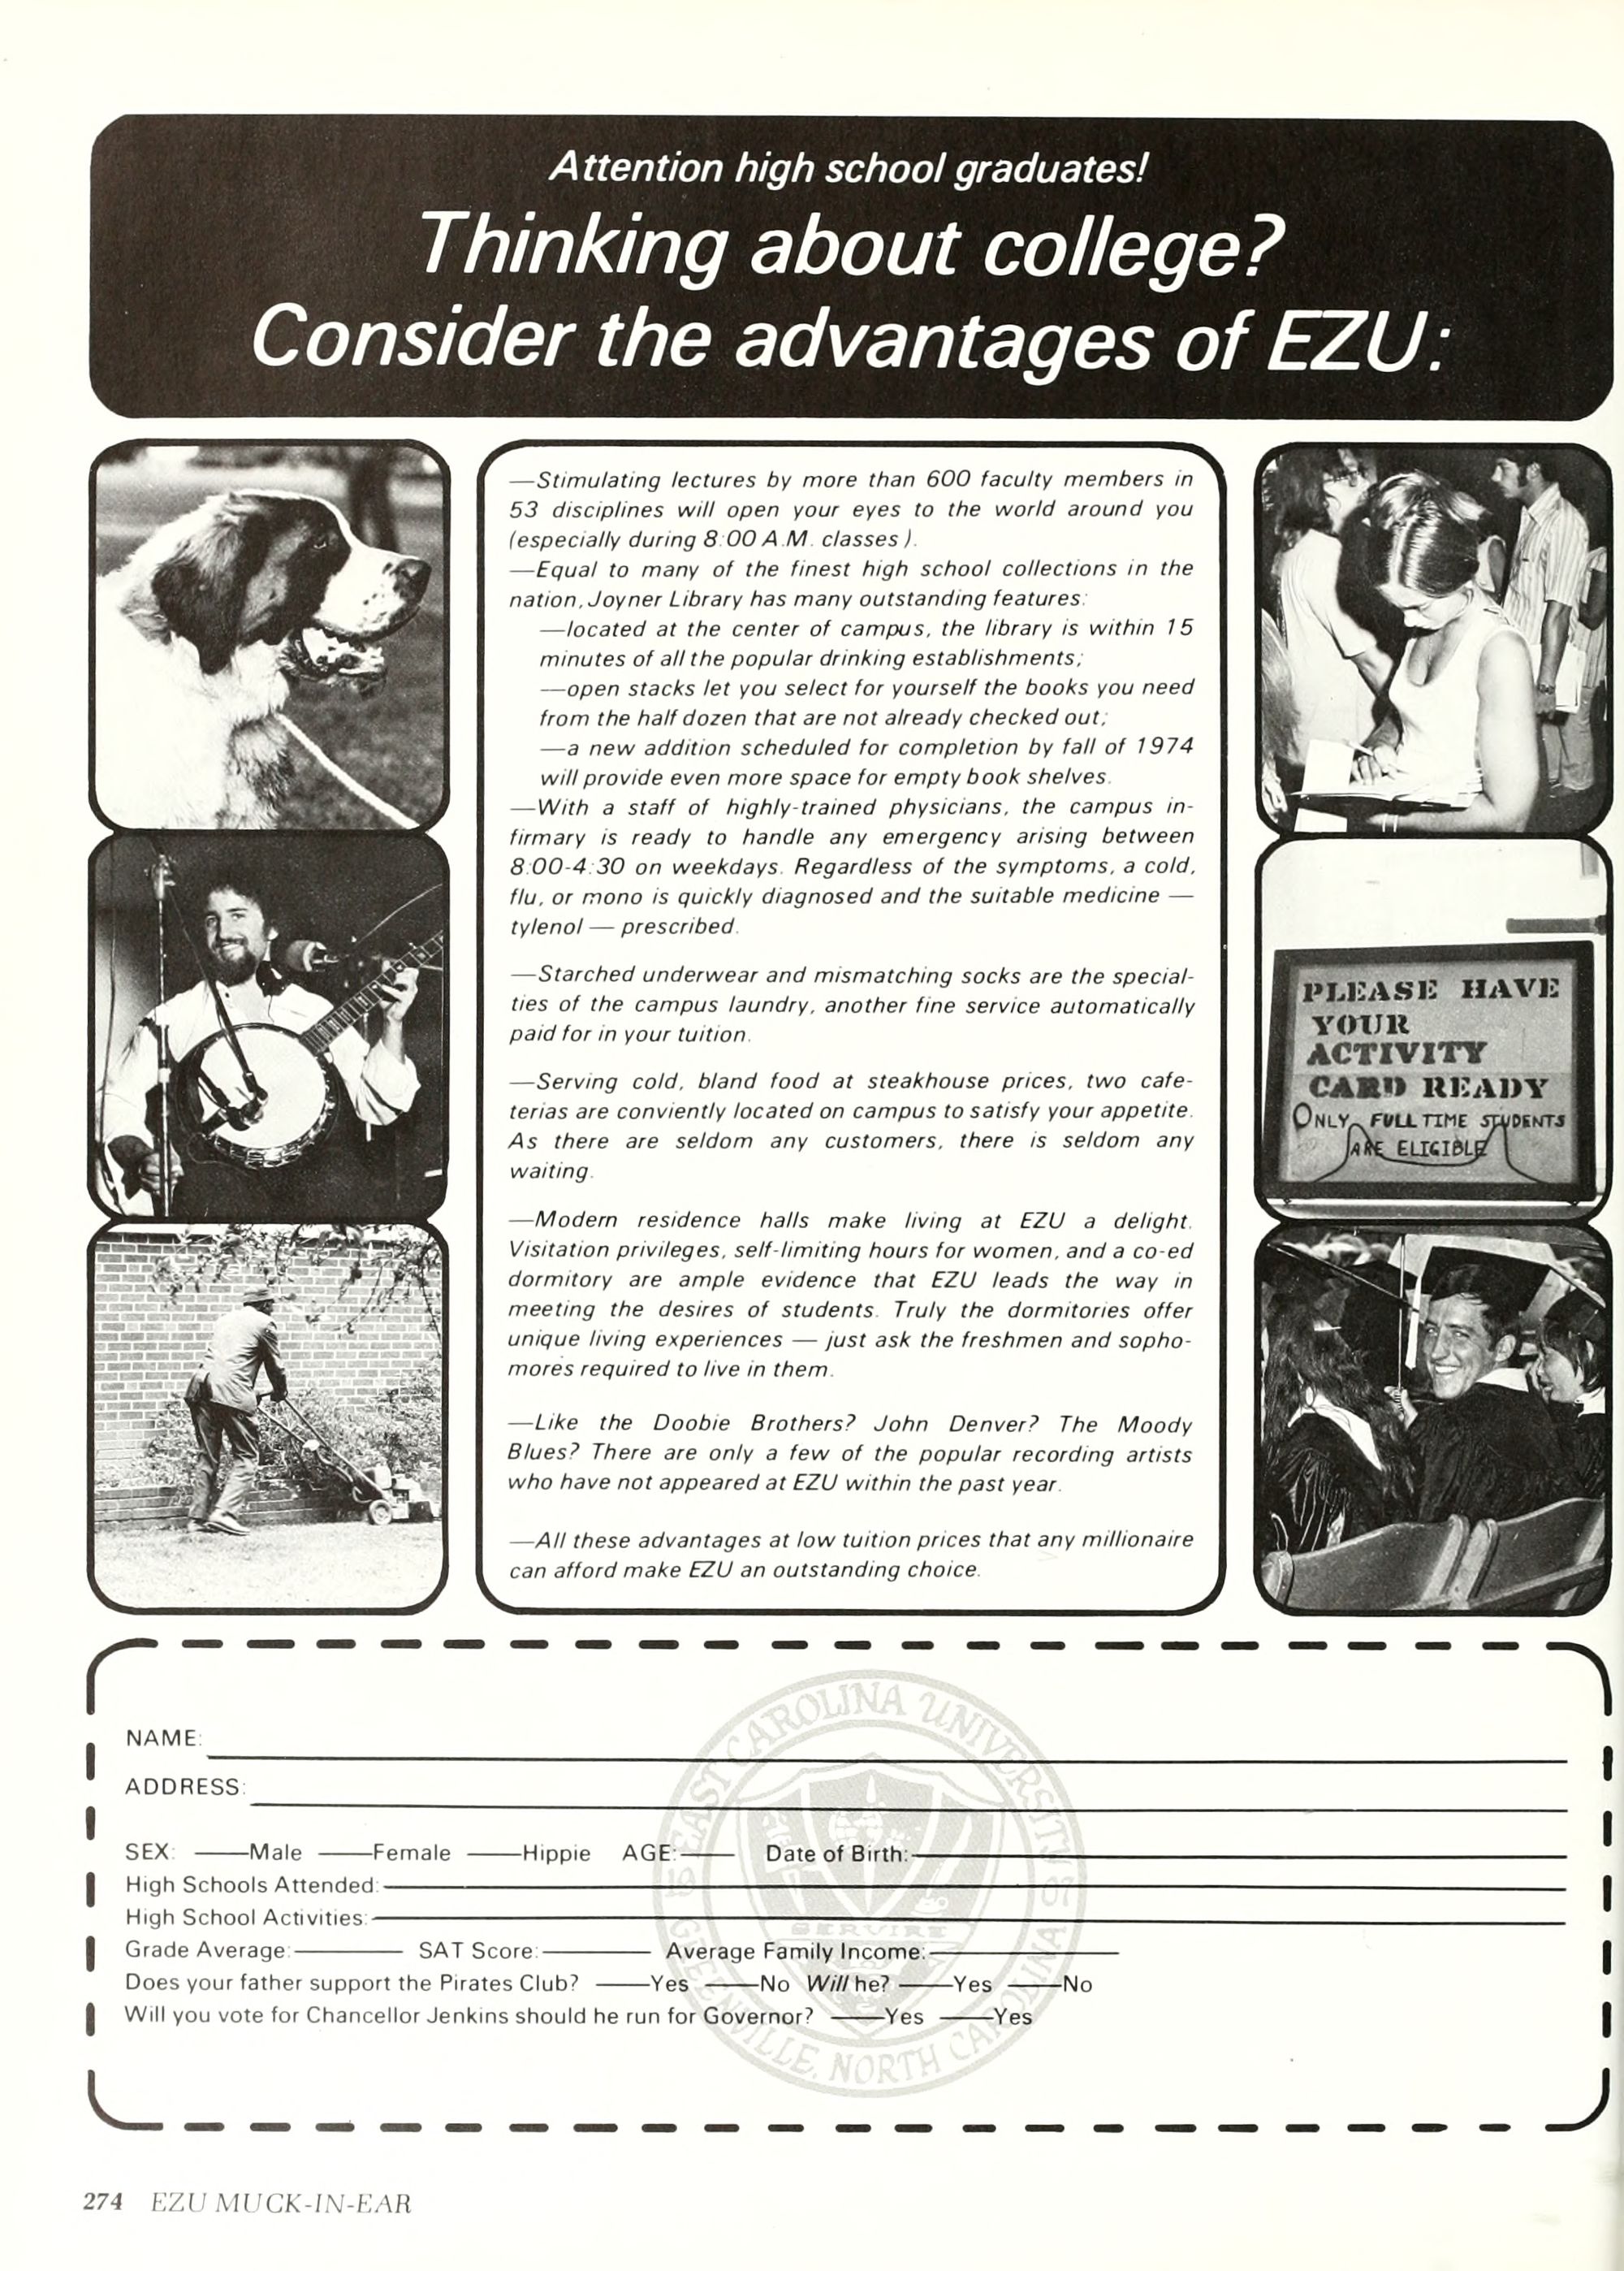 Attention high school graduates!
Thinking about college?
Consider the advantages of EZU:
—Stimulating lectures by more than 600 faculty members in
53 disciplines will open your eyes to the world around you
(especially during 8:00 A.M. classes ).
—Equal to many of the finest high school collections in the
nation, Joyner Library has many outstanding features:
—located at the center of campus, the library is within 15
minutes of all the popular drinking establishments;
—open stacks let you select for yourself the books you need
from the half dozen that are not already checked out;
—a new addition scheduled for completion by fall of 1974
will provide even more space for empty book shelves.
—With a staff of highly-trained physicians, the campus in-
firmary is ready to handle any emergency arising between
8:00-4:30 on weekdays. Regardless of the symptoms, a cold,
flu, or mono is quickly diagnosed and the suitable medicine —
tylenol — prescribed.
—Starched underwear and mismatching socks are the special-
ties of the campus laundry, another fine service automatically
paid for in your tuition.
—Serving cold, bland food at steakhouse prices, two cafe-
terias are conviently located on campus to satisfy your appetite.
As there are seldom any customers, there is seldom any
waiting.
—Modern residence halls make living at EZU a delight.
Visitation privileges, self-limiting hours for women, and a co-ed
dormitory are ample evidence that EZU leads the way in
meeting the desires of students. Truly the dormitories offer
unique living experiences — just ask the freshmen and sopho-
mores required to live in them.
—Like the Doobie Brothers? John Denver? The Moody
Blues? There are only a few of the popular recording artists
who have not appeared at EZU within the past year.
—All these advantages at low tuition prices that any millionaire
can afford make EZU an outstanding choice.
PLEASE HAVE
YOUR
ACTIVITY
CARD READY
ONLY FULL TIME STUDENTS
ARE ELIGIBLE
NAME:
ADDRESS:
SEX: ——Male ——Female ——Hippie AGE:—— Date of Birth:
High Schools Attended:
High School Activities:
Grade Average:———— SAT Score:———— Average Family Income:
Does your father support the Pirates Club? ——Yes ——No Will he? ——Yes ——No
Will you vote for Chancellor Jenkins should he run for Governor? ——Yes ——Yes
EAST CAROLINA UNIVERSITY
19 07
SERVIRE
GREENVILLE, NORTH CAROLINA
274 EZU MUCK-IN-EAR